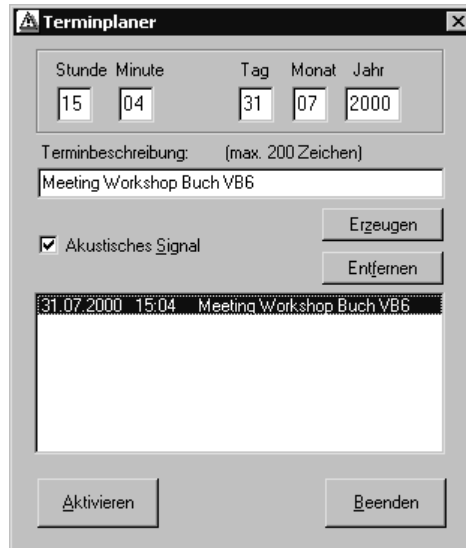 Terminplaner
Stunde Minute Tag Monat Jahr
15 04 31 07 2000
Terminbeschreibung: (max. 200 Zeichen)
Meeting Workshop Buch VB6
Erzeugen
Akustisches Signal
Entfernen
31.07.2000 15:04 Meeting Workshop Buch VB6
Aktivieren Beenden